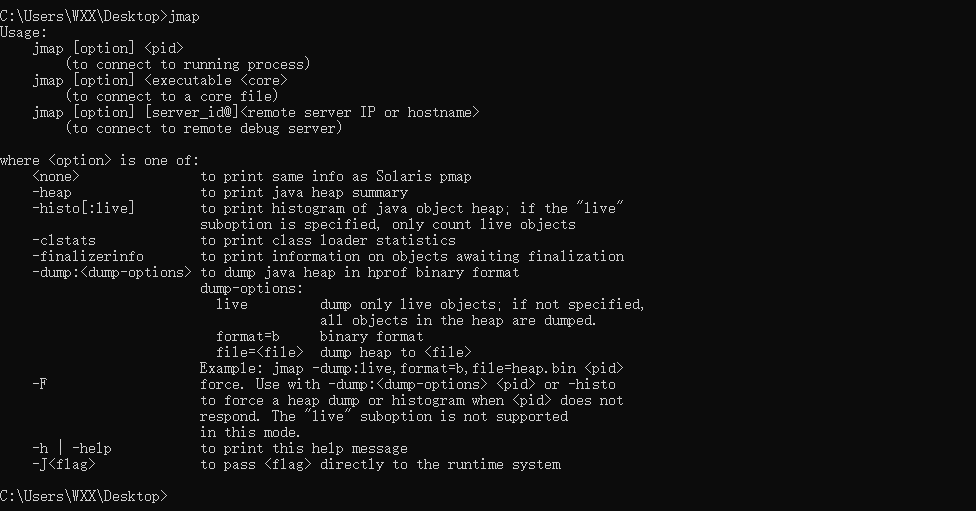 C:\Users\WXX\Desktop>jmap
Usage:
    jmap [option] <pid>
        (to connect to running process)
    jmap [option] <executable <core>
        (to connect to a core file)
    jmap [option] [server_id@]<remote server IP or hostname>
        (to connect to remote debug server)

where <option> is one of:
    <none>               to print same info as Solaris pmap
    -heap                to print java heap summary
    -histo[:live]        to print histogram of java object heap; if the "live"
                         suboption is specified, only count live objects
    -clstats             to print class loader statistics
    -finalizerinfo       to print information on objects awaiting finalization
    -dump:<dump-options> to dump java heap in hprof binary format
                         dump-options:
                           live         dump only live objects; if not specified,
                                        all objects in the heap are dumped.
                           format=b     binary format
                           file=<file>  dump heap to <file>
                         Example: jmap -dump:live,format=b,file=heap.bin <pid>
    -F                   force. Use with -dump:<dump-options> <pid> or -histo
                         to force a heap dump or histogram when <pid> does not
                         respond. The "live" suboption is not supported
                         in this mode.
    -h | -help           to print this help message
    -J<flag>             to pass <flag> directly to the runtime system

C:\Users\WXX\Desktop>